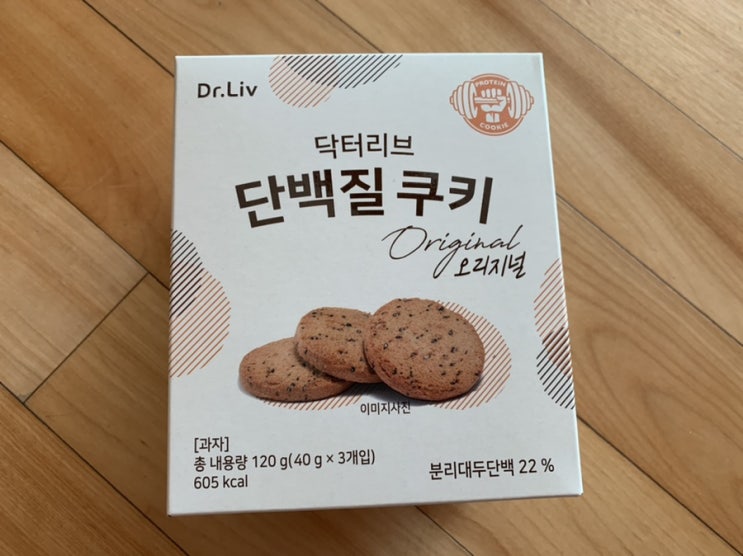 Dr.Liv
PROTEIN
COOKIE
닥터리브
단백질 쿠키
Original
오리지널
이미지사진
[과자]
총 내용량 120 g(40 g × 3개입)
605 kcal
분리대두단백 22 %